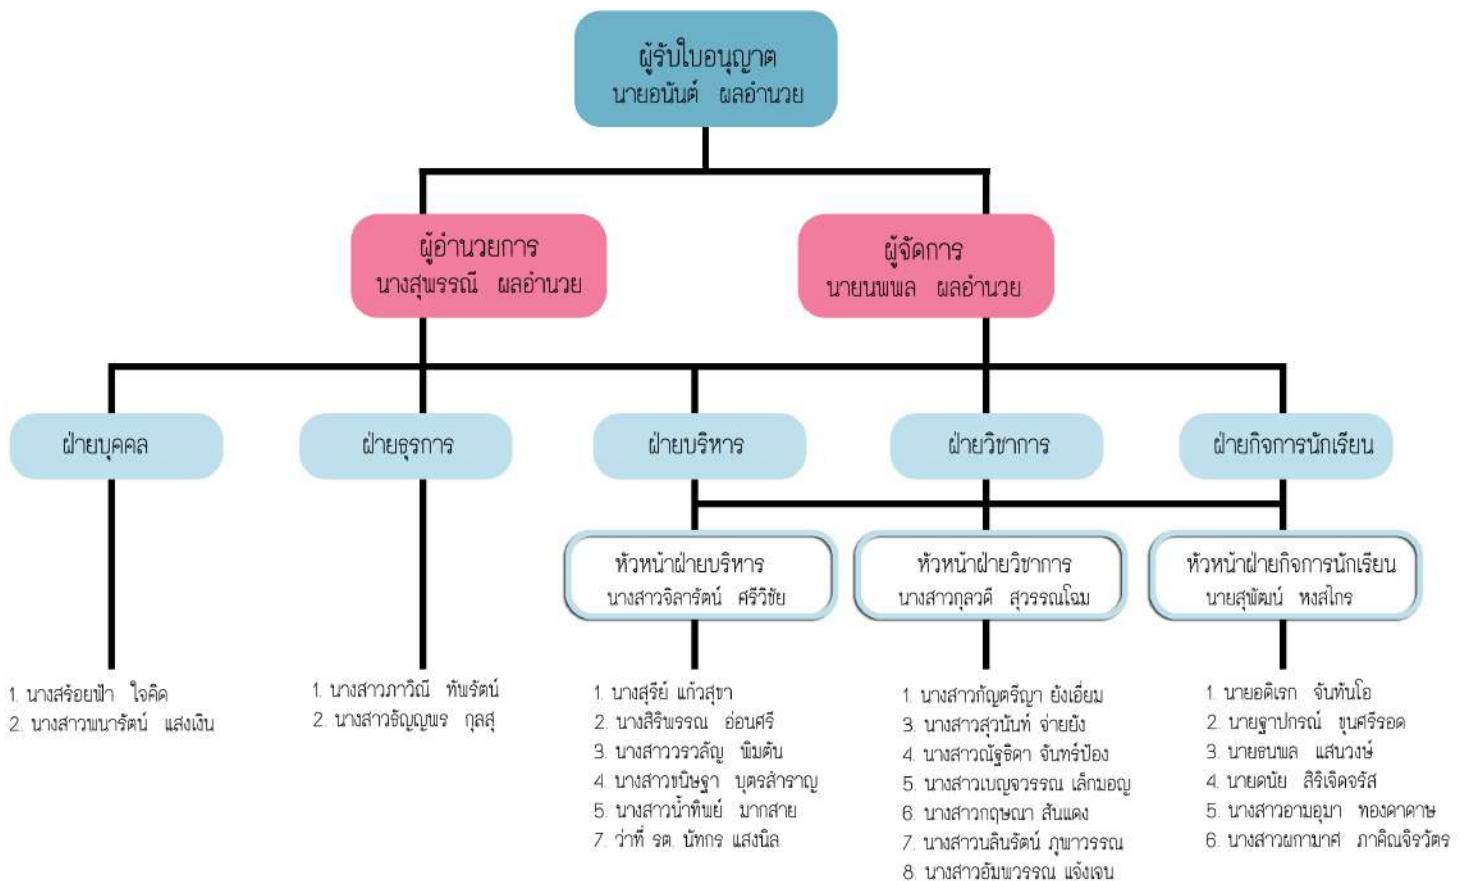 ผู้รับใบอนุญาต
นายอนันต์ ผลอำนวย
ผู้อำนวยการ
นางสุพรรณี ผลอำนวย
ผู้จัดการ
นายนพพล ผลอำนวย
ฝ่ายบุคคล
ฝ่ายธุรการ
ฝ่ายบริหาร
ฝ่ายวิชาการ
ฝ่ายกิจการนักเรียน
หัวหน้าฝ่ายบริหาร
นางสาวจิลารัตน์ ศรีวิชัย
หัวหน้าฝ่ายวิชาการ
นางสาวกุลวดี สุวรรณโฉม
หัวหน้าฝ่ายกิจการนักเรียน
นายสุพัฒน์ หงสไกร
1. นางสร้อยฟ้า ใจคิด
2. นางสาวพนารัตน์ แสงเงิน
1. นางสาวภาวิณี ทัพรัตน์
2. นางสาวธัญญพร กุลสุ
1. นางสุรีย์ แก้วสุขา
2. นางสิริพรรณ อ่อนศรี
3. นางสาววรวลัญ พิมตัน
4. นางสาวขนิษฐา บุตรสำราญ
5. นางสาวน้ำทิพย์ มากสาย
7. ว่าที่ รต. นัทกร แสงนิล
1. นางสาวกัญตรีญา ยังเอี่ยม
3. นางสาวสุวนันท์ จ่ายยัง
4. นางสาวณัฐธิดา จันทร์ป้อง
5. นางสาวเบญจวรรณ เล็กมอญ
6. นางสาวกฤษณา สันแดง
7. นางสาวนลินรัตน์ ภูพาวรรณ
8. นางสาวอัมพวรรณ แจ้งเจน
1. นายอดิเรก จันทันโอ
2. นายฐาปกรณ์ ขุนศรีรอด
3. นายธนพล แสนวงษ์
4. นายดนัย สิริเจิดจรัส
5. นางสาวอามอุมา ทองดาดาษ
6. นางสาวผกามาศ ภาคิณจิรวัตร